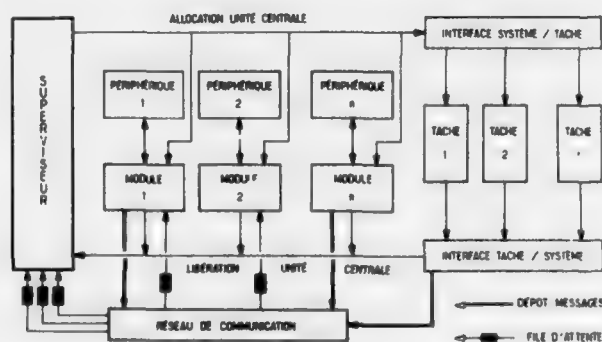 ALLOCATION UNITÉ CENTRALE
INTERFACE SYSTÈME / TACHE
SUPERVISEUR
PÉRIPHÉRIQUE
1
PÉRIPHÉRIQUE
2
PÉRIPHÉRIQUE
n
TACHE
1
TACHE
2
TACHE
MODULE
1
MODULE
2
MODULE
n
LIBÉRATION UNITÉ CENTRALE
INTERFACE TACHE / SYSTÈME
RÉSEAU DE COMMUNICATION
DÉPOT MESSAGES
FILE D'ATTENTE